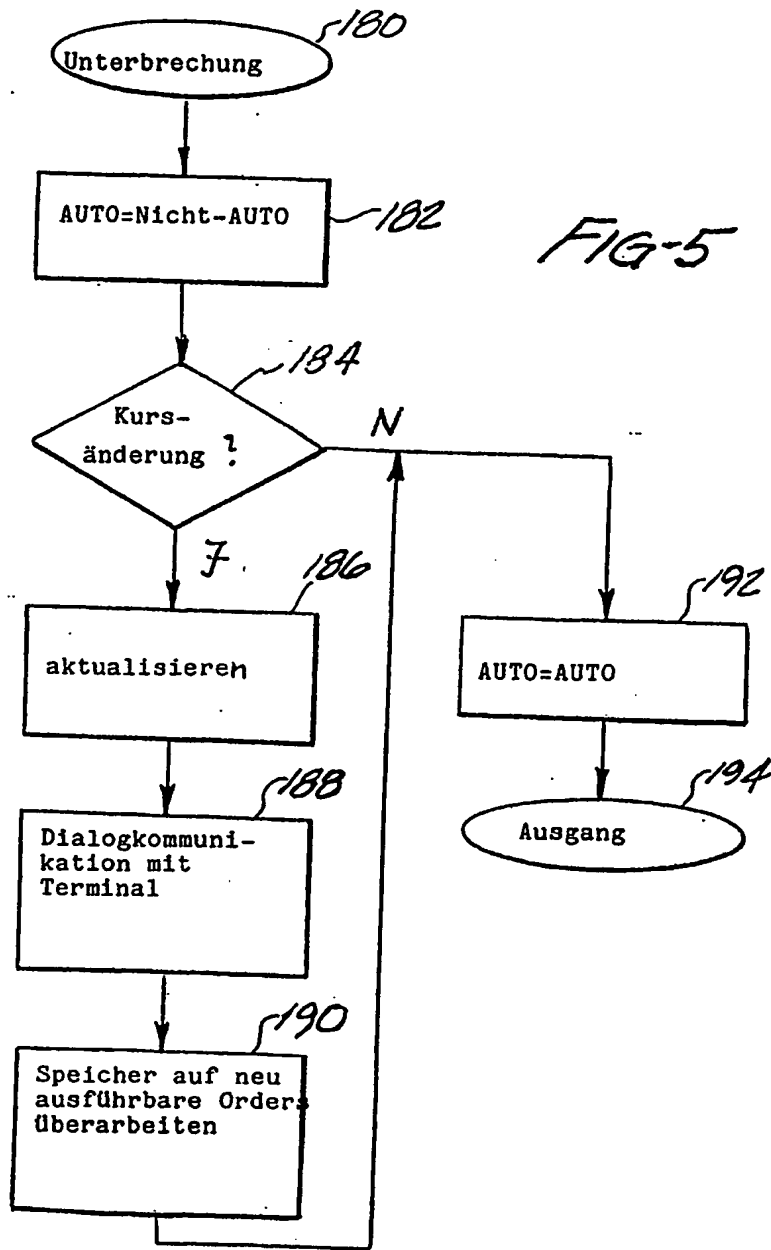 180
Unterbrechung
AUTO=Nicht-AUTO
182
FIG-5
184
Kurs-
änderung ?
N
J
186
aktualisieren
188
Dialogkommuni-
kation mit
Terminal
190
Speicher auf neu
ausführbare Orders
überarbeiten
192
AUTO=AUTO
194
Ausgang